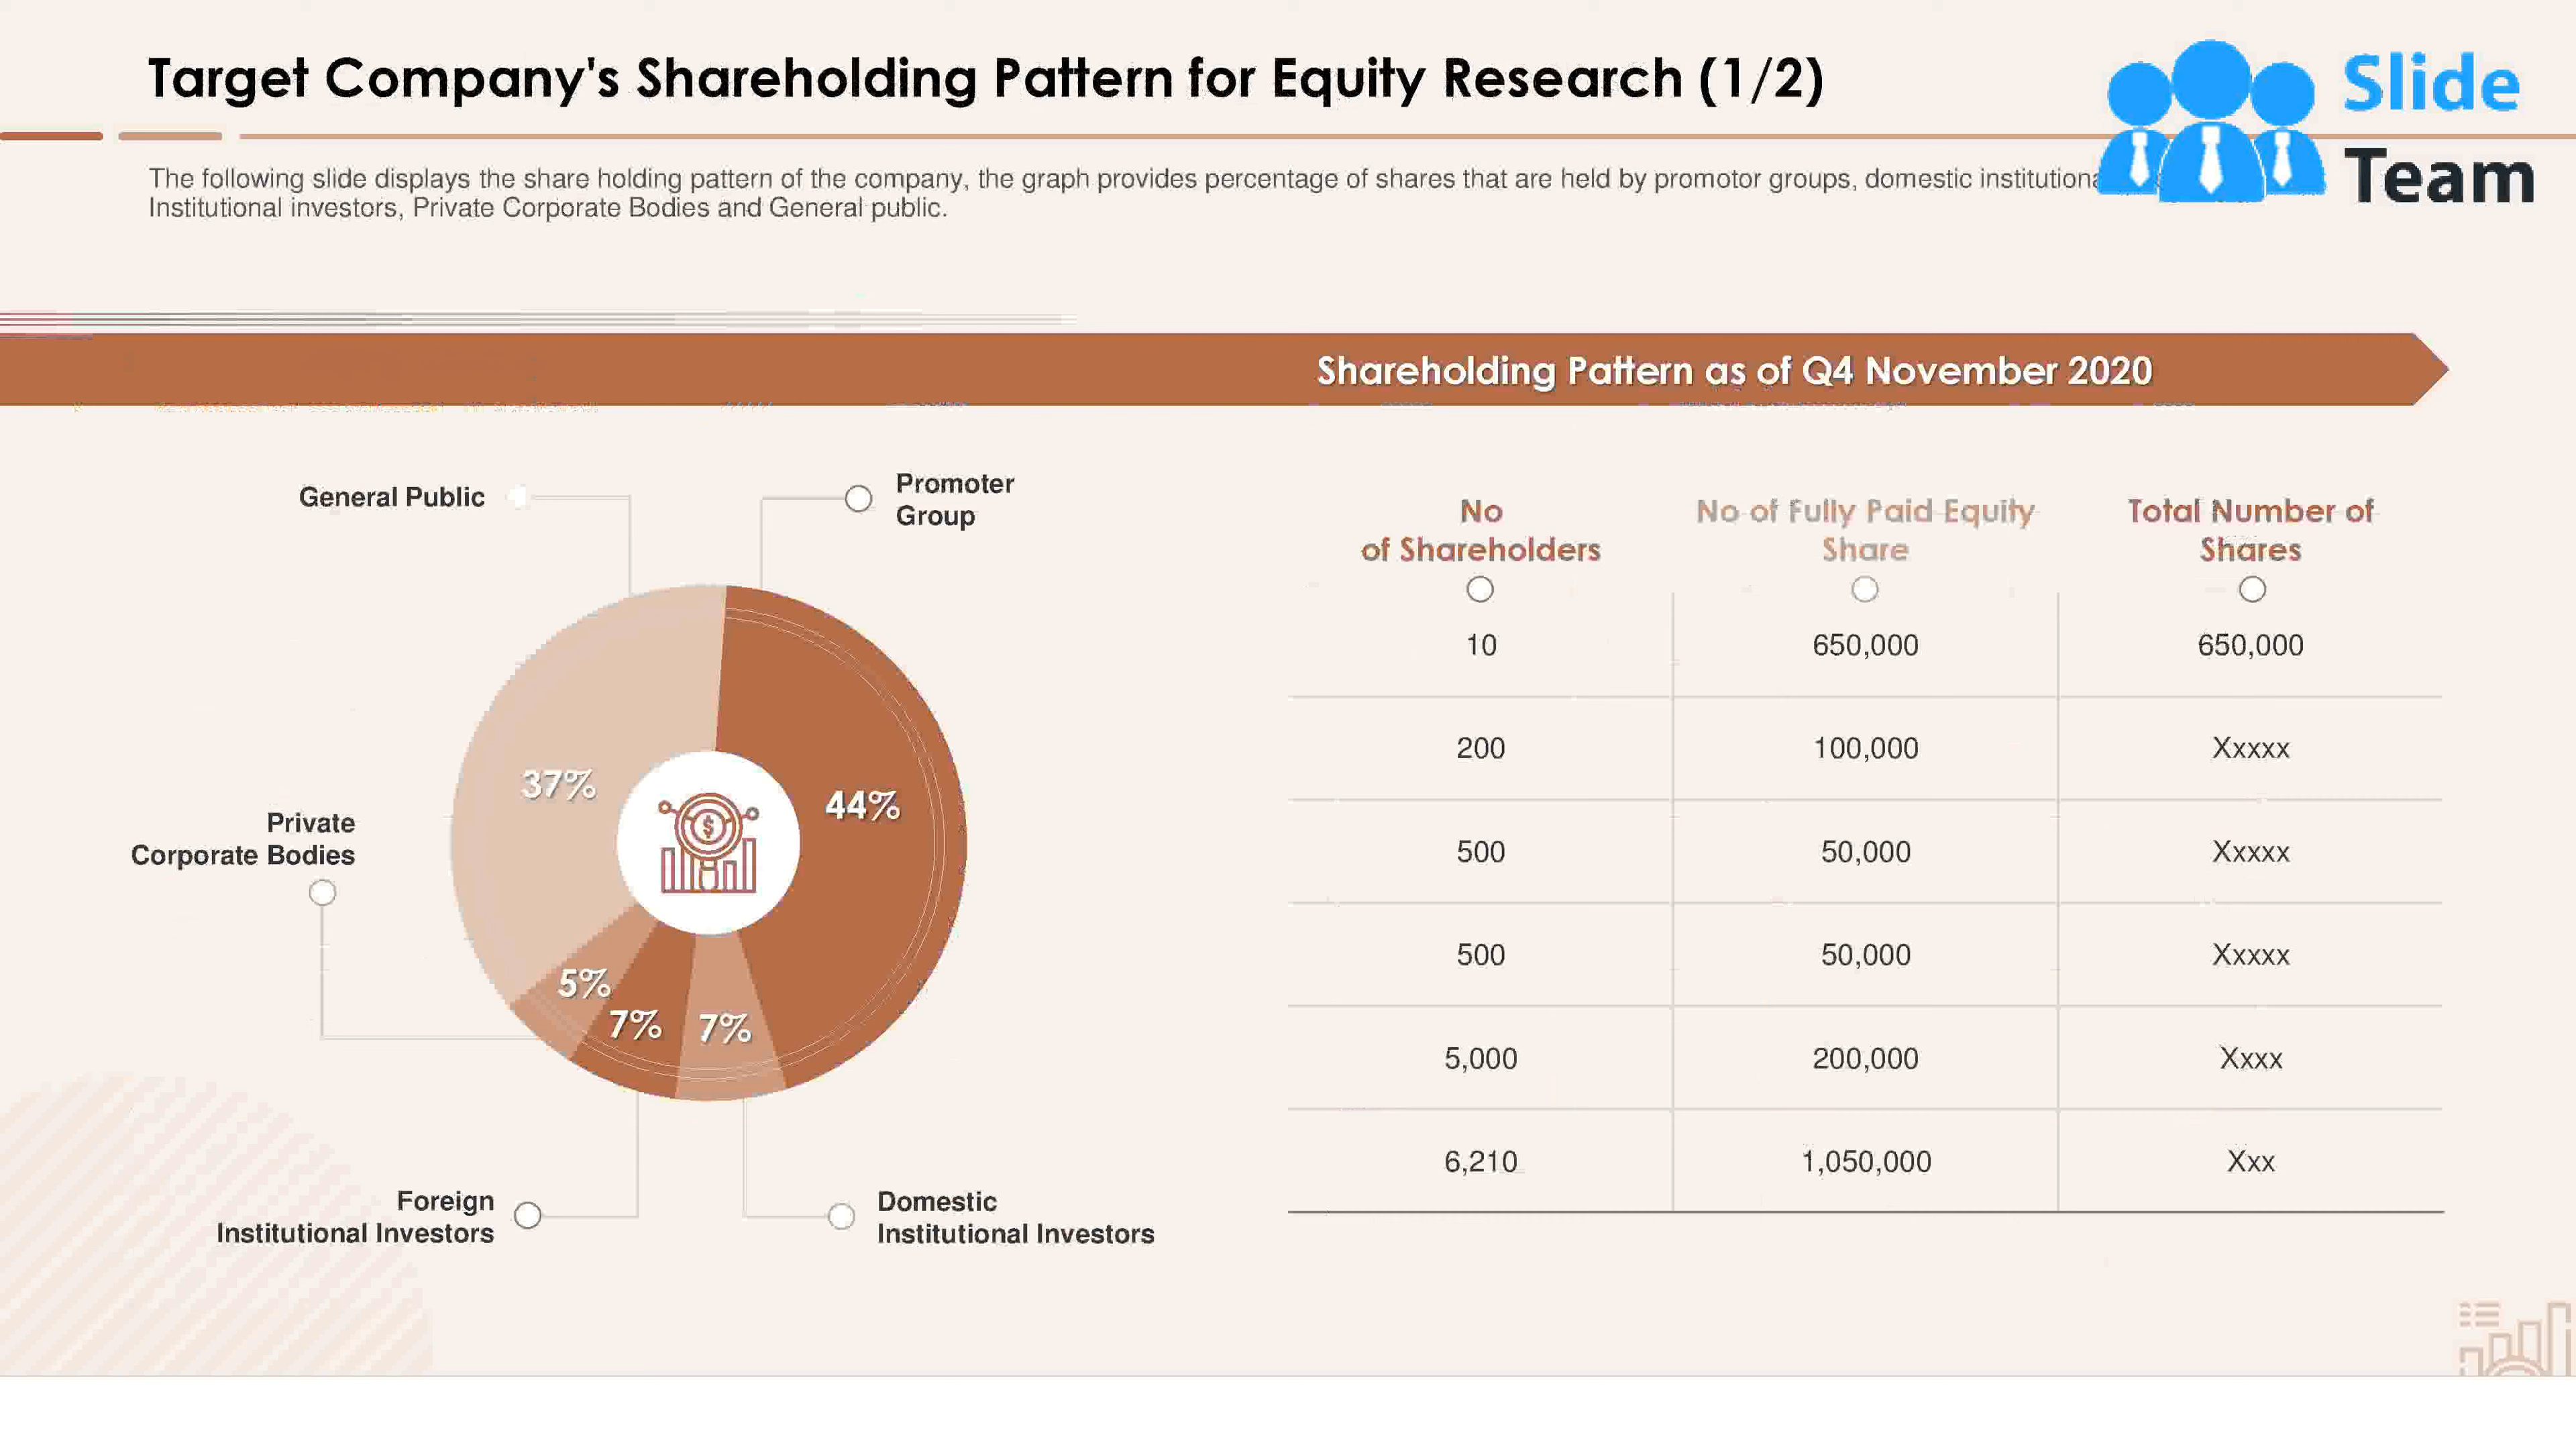 Target Company's Shareholding Pattern for Equity Research (1/2)
Slide
Team
The following slide displays the share holding pattern of the company, the graph provides percentage of shares that are held by promotor groups, domestic
Institutional investors, Private Corporate Bodies and General public.
Shareholding Pattern as of Q4 November 2020
General Public
Promoter
Group
37%
44%
$
Private
Corporate Bodies
5%
7%
7%
Foreign
Institutional Investors
Domestic
Institutional Investors
No
of Shareholders
No of Fully Paid Equity
Share
Total Number of
Shares
10 650,000 650,000
200 100,000 Xxxxx
500 50,000 Xxxxx
500 50,000 Xxxxx
5,000 200,000 Xxxx
6,210 1,050,000 Xxx